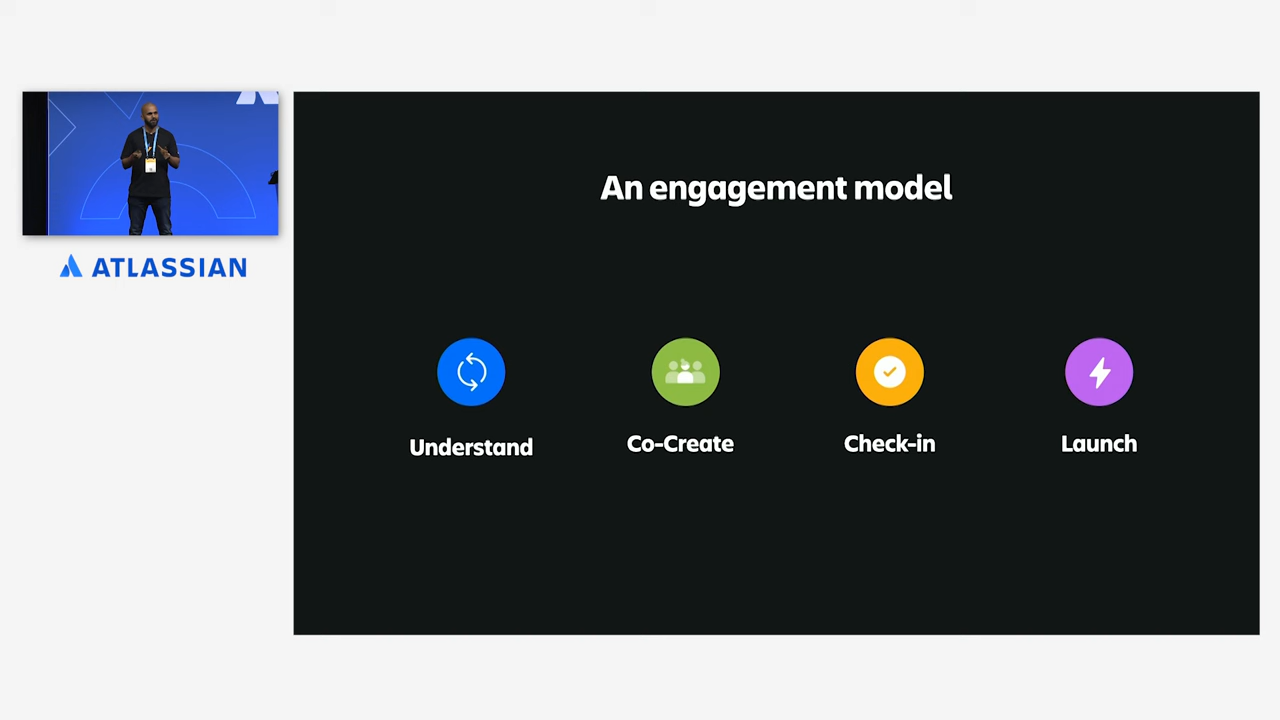 ATLASSIAN
An engagement model
Understand
Co-Create
Check-in
Launch